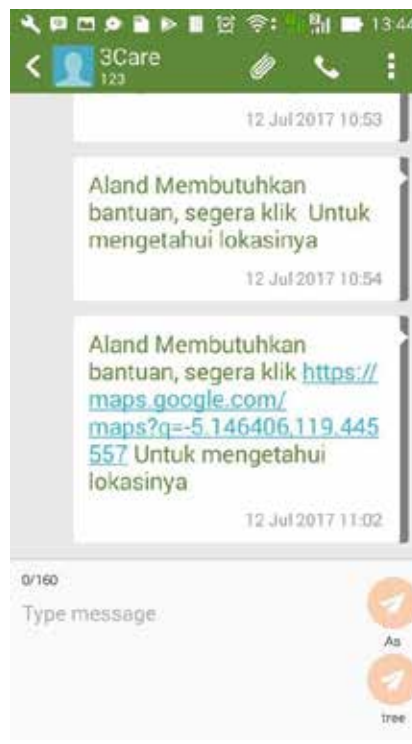 13:44
3Care
123
12 Jul 2017 10:53
Aland Membutuhkan
bantuan, segera klik  Untuk
mengetahui lokasinya
12 Jul 2017 10:54
Aland Membutuhkan
bantuan, segera klik https://
maps.google.com/
maps?q=-5.146406,119.445
557 Untuk mengetahui
lokasinya
12 Jul 2017 11:02
0/160
Type message
As
tree